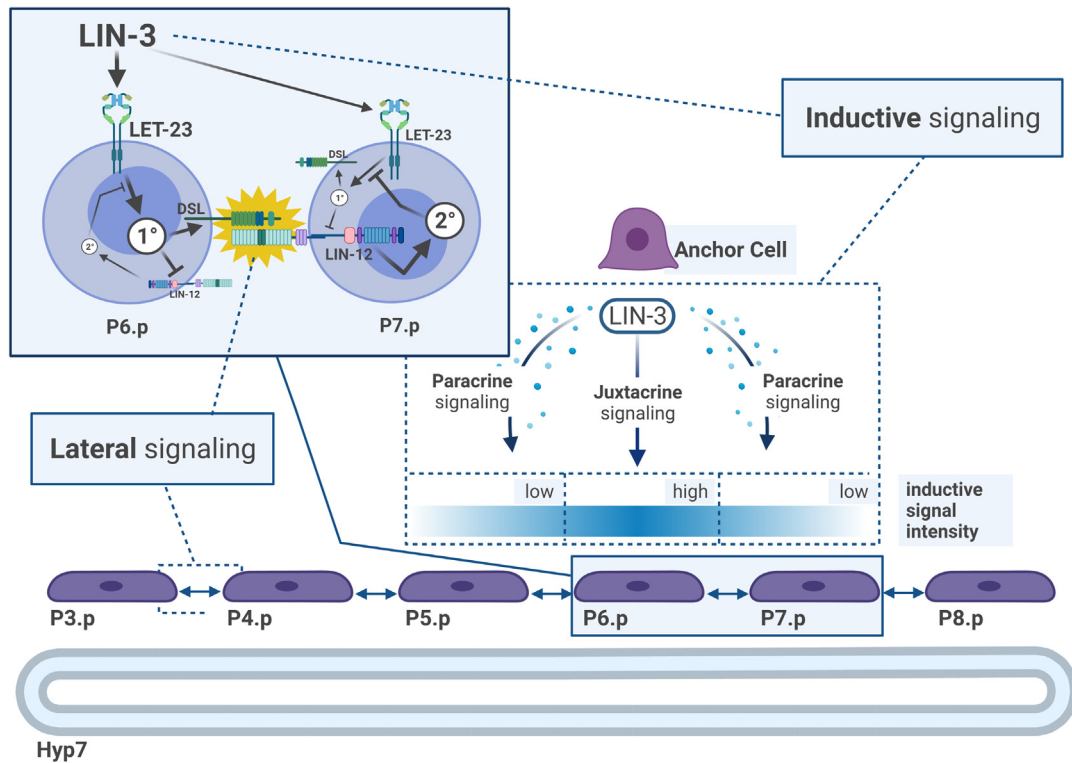 LIN-3
LET-23
LET-23
DSL
1°
2°
DSL
1°
2°
LIN-12
LIN-12
P6.p
P7.p
Inductive signaling
Anchor Cell
LIN-3
Paracrine
signaling
Juxtacrine
signaling
Paracrine
signaling
Lateral signaling
low
high
low
inductive
signal
intensity
P3.p
P4.p
P5.p
P6.p
P7.p
P8.p
Hyp7